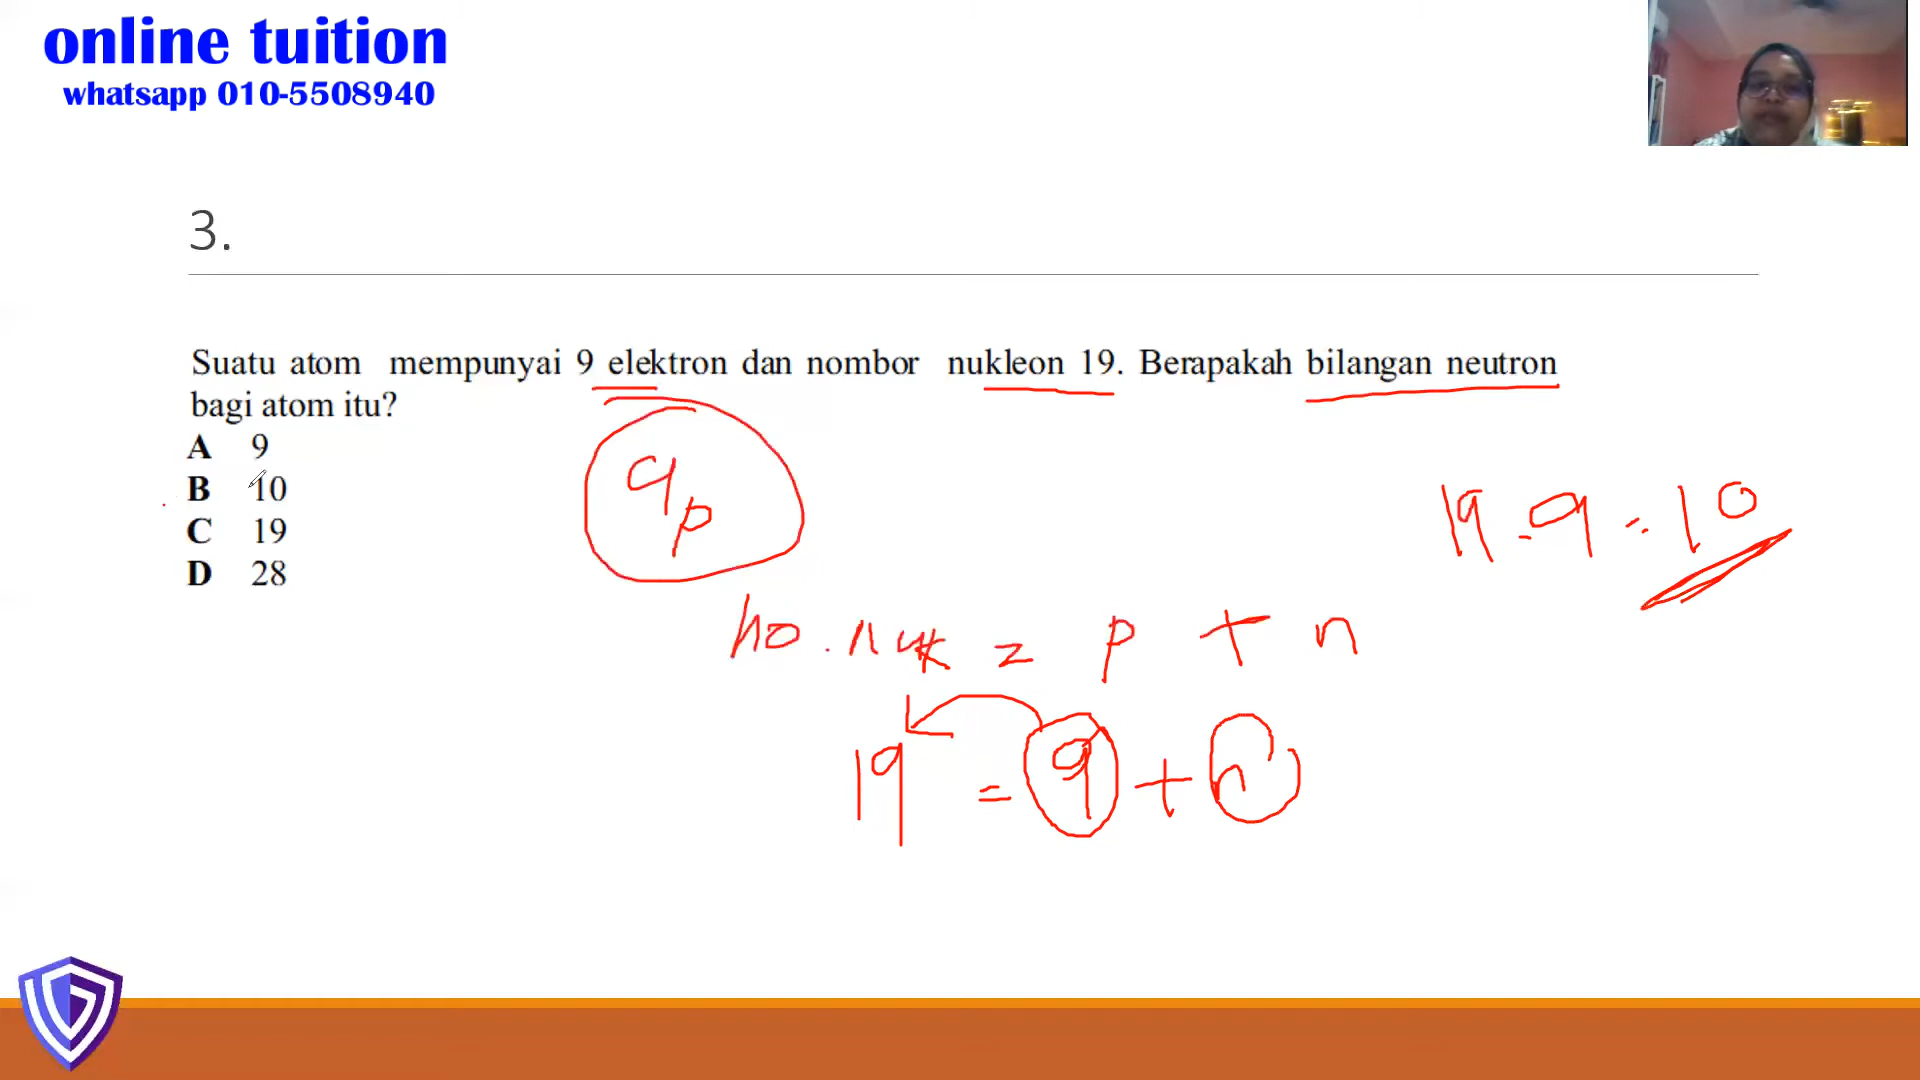 online tuition
whatsapp 010-5508940
3.
Suatu atom mempunyai 9 elektron dan nombor nukleon 19. Berapakah bilangan neutron
bagi atom itu?
A 9
B 10
C 19
D 28
9p
19 - 9 = 10
no. nuk = p + n
19 = 9 + n